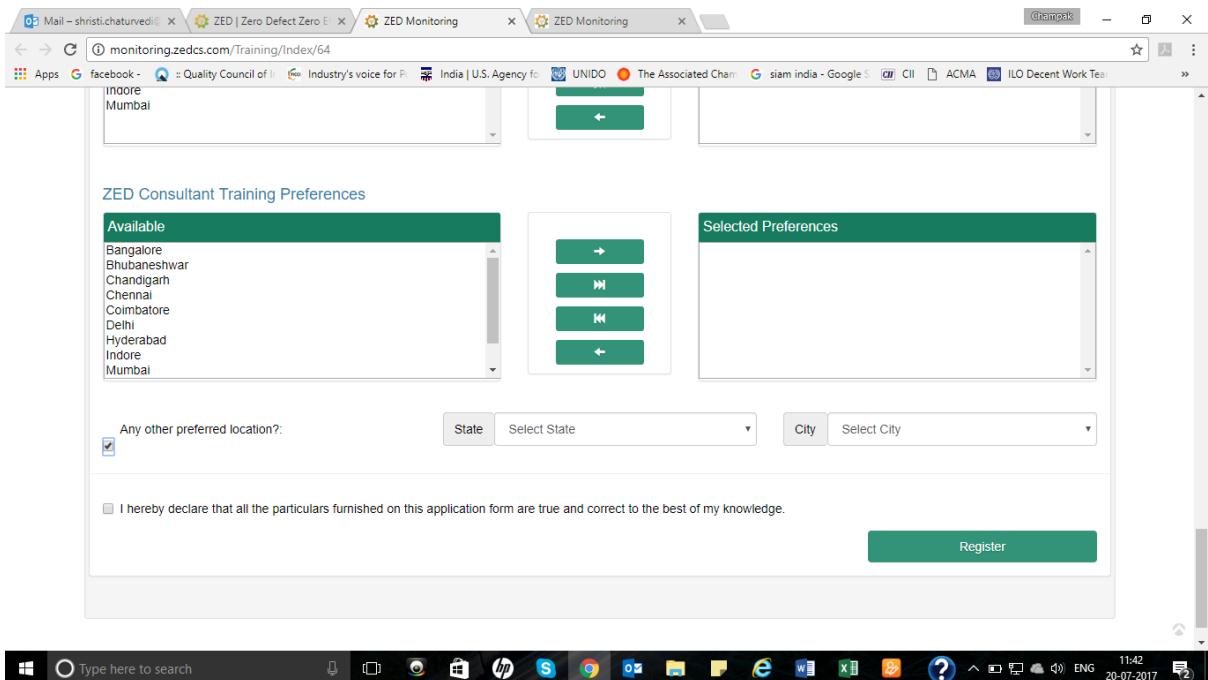 Mail – shristi.chaturvedi@
ZED | Zero Defect Zero Ef
ZED Monitoring
ZED Monitoring
Champak
monitoring.zedcs.com/Training/Index/64
Apps
facebook -
:: Quality Council of I
Industry's voice for P
India | U.S. Agency fo
UNIDO
The Associated Cham
siam india - Google S
CII
ACMA
ILO Decent Work Tea
»
Indore
Mumbai
ZED Consultant Training Preferences
Available
Selected Preferences
Bangalore
Bhubaneshwar
Chandigarh
Chennai
Coimbatore
Delhi
Hyderabad
Indore
Mumbai
Any other preferred location?:
State
Select State
City
Select City
I hereby declare that all the particulars furnished on this application form are true and correct to the best of my knowledge.
Register
Type here to search
ENG
11:42
20-07-2017
2